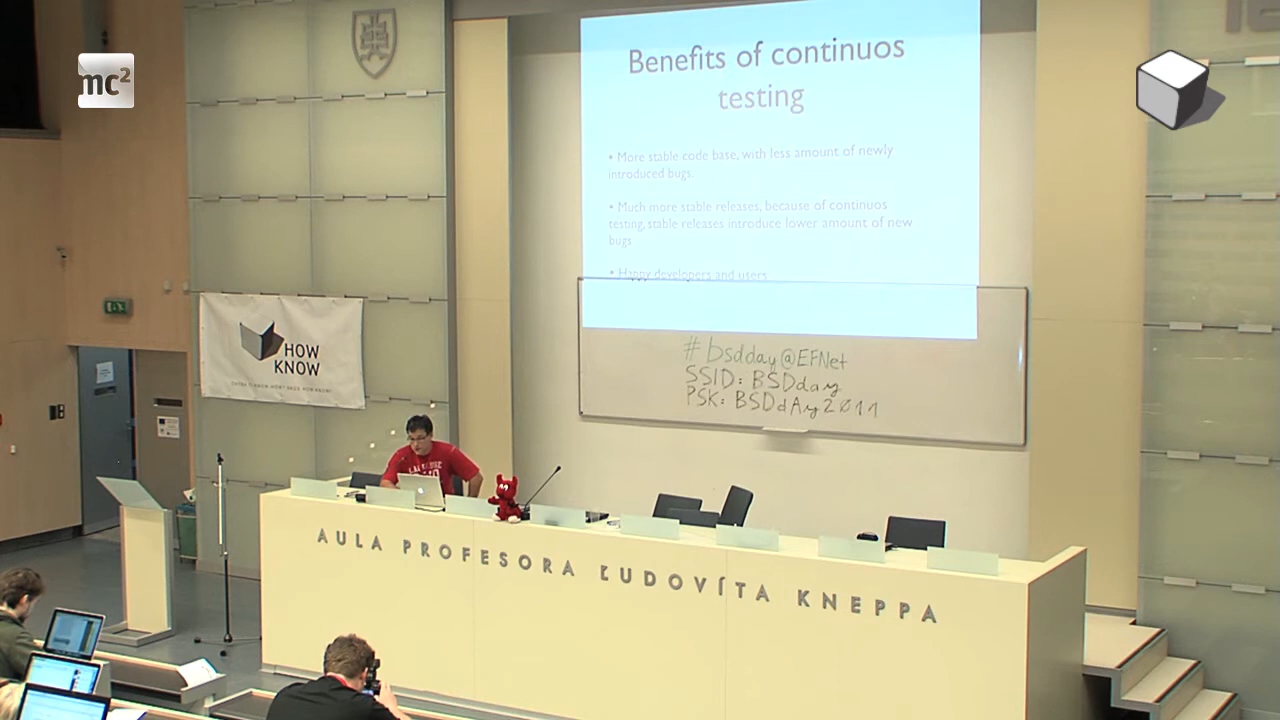 mc²
Benefits of continuos
testing
• More stable code base, with less amount of newly
introduced bugs.
• Much more stable releases, because of continuos
testing, stable releases introduce lower amount of new
bugs
• Happy developers and users
#bsdday@EFNet
SSID: BSDday
PSK: BSDdAy2011
HOW
KNOW
AULA PROFESORA ĽUDOVÍTA KNEPPA